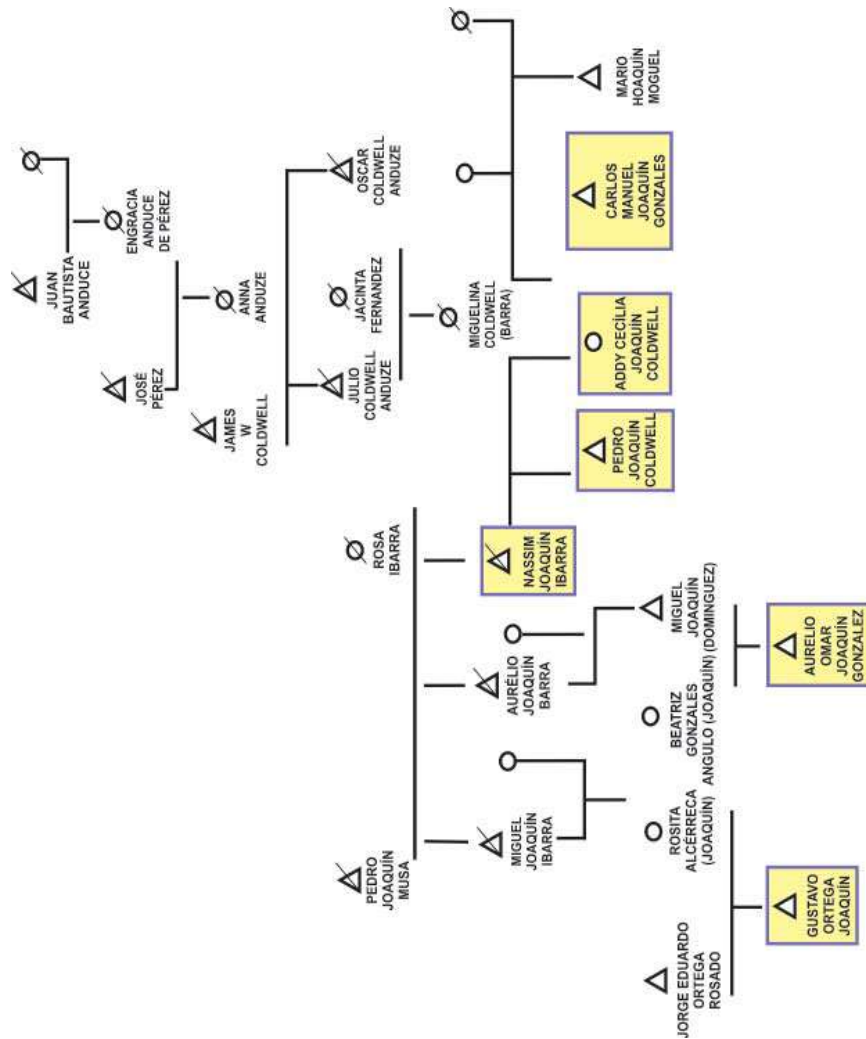 JUAN
BAUTISTA
ANDUCE
ENGRACIA
ANDUCE
DE PÉREZ
JOSÉ
PÉREZ
ANNA
ANDUZE
JAMES
W
COLDWELL
OSCAR
COLDWELL
ANDUZE
JULIO
COLDWELL
ANDUZE
JACINTA
FERNANDEZ
PEDRO
JOAQUÍN
MUSA
ROSA
IBARRA
MIGUELINA
COLDWELL
(BARRA)
MIGUEL
JOAQUÍN
IBARRA
AURÉLIO
JOAQUÍN
BARRA
NASSIM
JOAQUÍN
IBARRA
PEDRO
JOAQUÍN
COLDWELL
ADDY CECÍLIA
JOAQUÍN
COLDWELL
CARLOS
MANUEL
JOAQUÍN
GONZALES
MARIO
HOAQUÍN
MOGUEL
JORGE EDUARDO
ORTEGA
ROSADO
ROSITA
ALCÉRRECA
(JOAQUÍN)
BEATRIZ
GONZALES
ANGULO (JOAQUÍN)
MIGUEL
JOAQUÍN
(DOMINGUEZ)
GUSTAVO
ORTEGA
JOAQUÍN
AURELIO
OMAR
JOAQUÍN
GONZALEZ